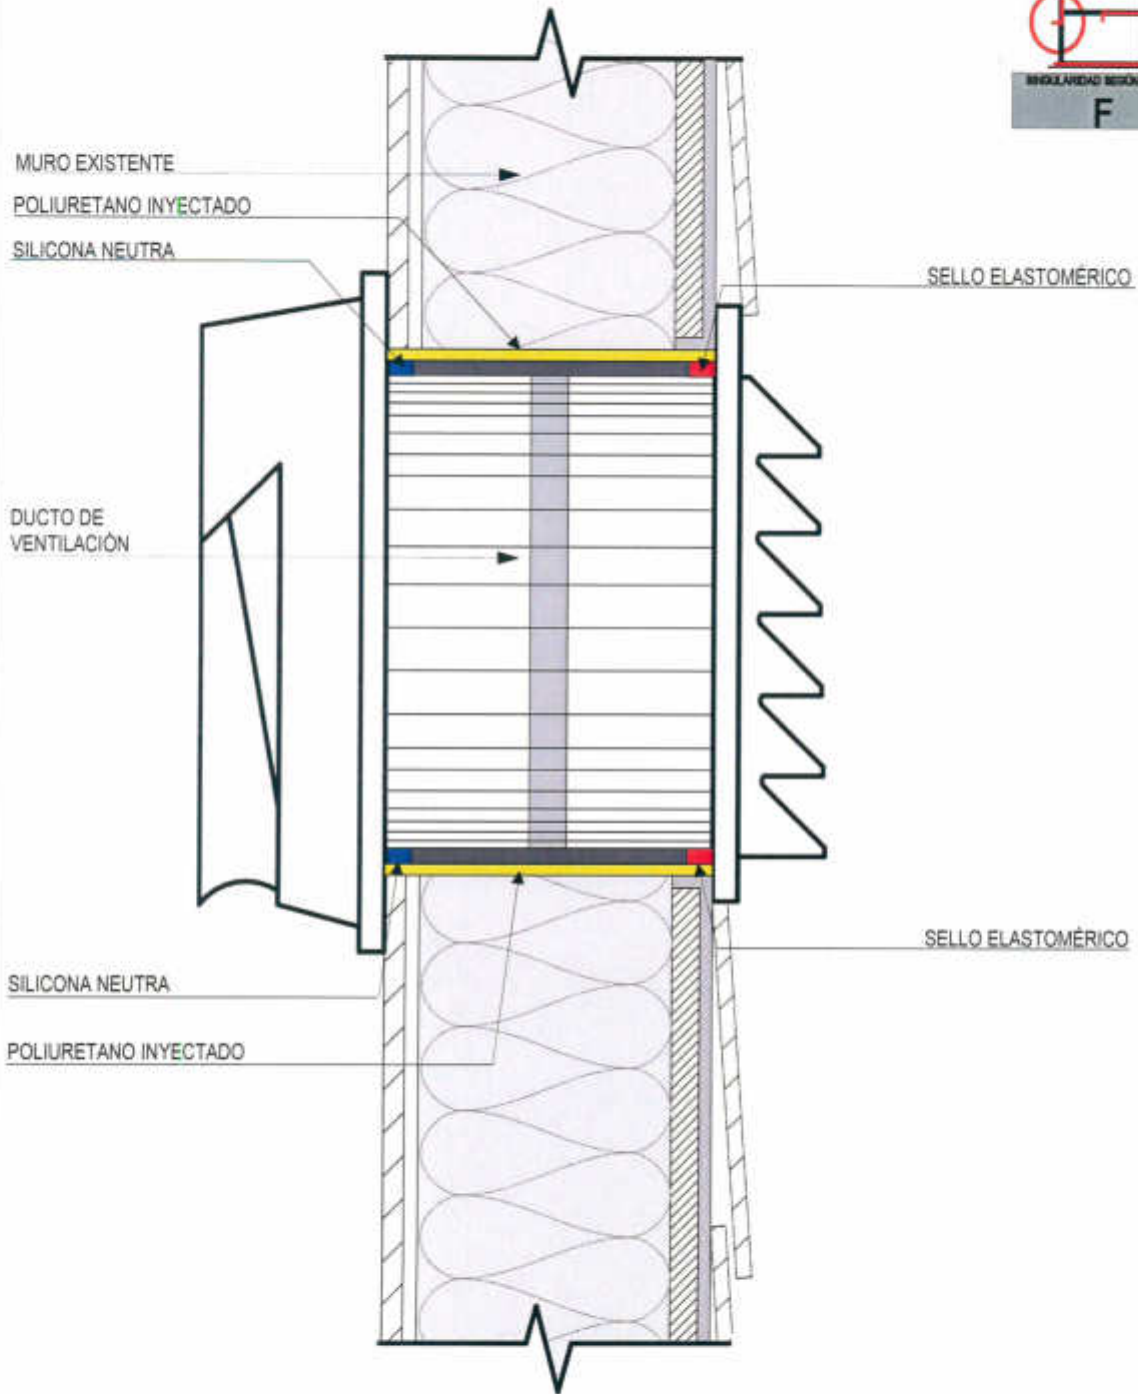 F
MURO EXISTENTE
POLIURETANO INYECTADO
SILICONA NEUTRA
SELLO ELASTOMÉRICO
DUCTO DE
VENTILACIÓN
SELLO ELASTOMÉRICO
SILICONA NEUTRA
POLIURETANO INYECTADO